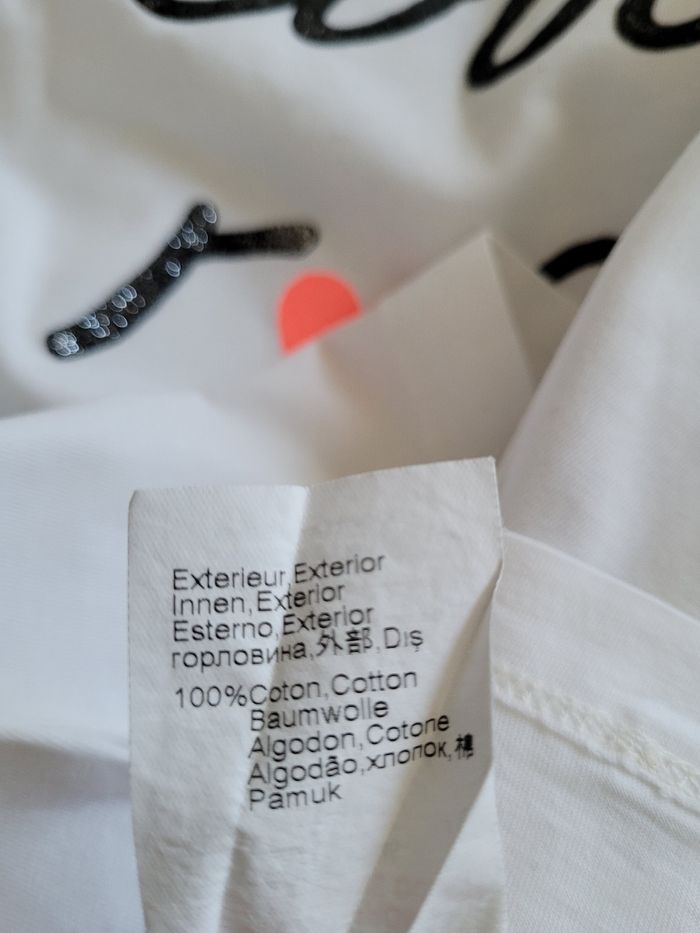 Exterieur,Exterior
Innen,Exterior
Esterno,Exterior
горловина,外部,Dış
100%Coton,Cotton
Baumwolle
Algodon,Cotone
Algodão,хлопок,棉
Pamuk